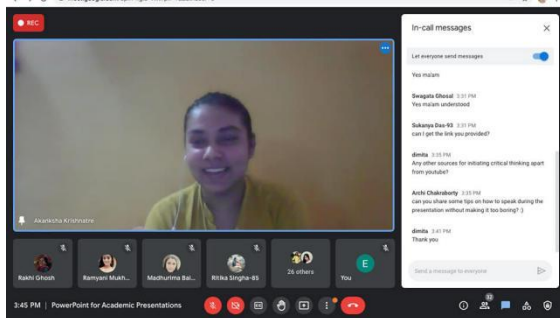 REC
Akanksha Krishnatre
Rakhi Ghosh
Ramyani Mukh...
Madhurima Bai...
Ritika Singha-85
26 others
E
You
3:45 PM | PowerPoint for Academic Presentations
In-call messages
Let everyone send messages
Yes ma'am
Swagata Ghosal 3:31 PM
Yes ma'am understood
Sukanya Das-93 3:31 PM
can I get the link you provided?
dimita 3:35 PM
Any other sources for initiating critical thinking apart
from youtube?
Archi Chakraborty 3:35 PM
can you share some tips on how to speak during the
presentation without making it too boring? :)
dimita 3:41 PM
Thank you
Send a message to everyone
32